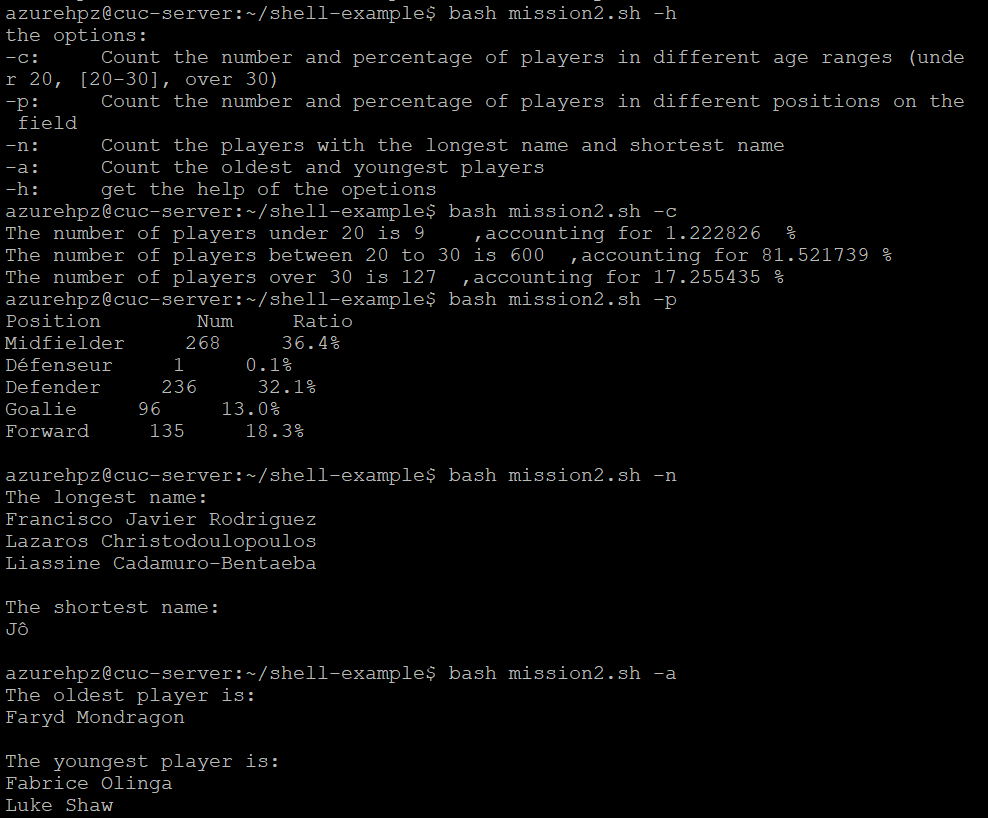 azurehpz@cuc-server:~/shell-example$ bash mission2.sh -h
the options:
-c:     Count the number and percentage of players in different age ranges (unde
r 20, [20-30], over 30)
-p:     Count the number and percentage of players in different positions on the
 field
-n:     Count the players with the longest name and shortest name
-a:     Count the oldest and youngest players
-h:     get the help of the opetions
azurehpz@cuc-server:~/shell-example$ bash mission2.sh -c
The number of players under 20 is 9    ,accounting for 1.222826  %
The number of players between 20 to 30 is 600  ,accounting for 81.521739 %
The number of players over 30 is 127  ,accounting for 17.255435 %
azurehpz@cuc-server:~/shell-example$ bash mission2.sh -p
Position        Num     Ratio
Midfielder     268     36.4%
Défenseur     1     0.1%
Defender     236     32.1%
Goalie     96     13.0%
Forward     135     18.3%
azurehpz@cuc-server:~/shell-example$ bash mission2.sh -n
The longest name:
Francisco Javier Rodriguez
Lazaros Christodoulopoulos
Liassine Cadamuro-Bentaeba
The shortest name:
Jô
azurehpz@cuc-server:~/shell-example$ bash mission2.sh -a
The oldest player is:
Faryd Mondragon
The youngest player is:
Fabrice Olinga
Luke Shaw